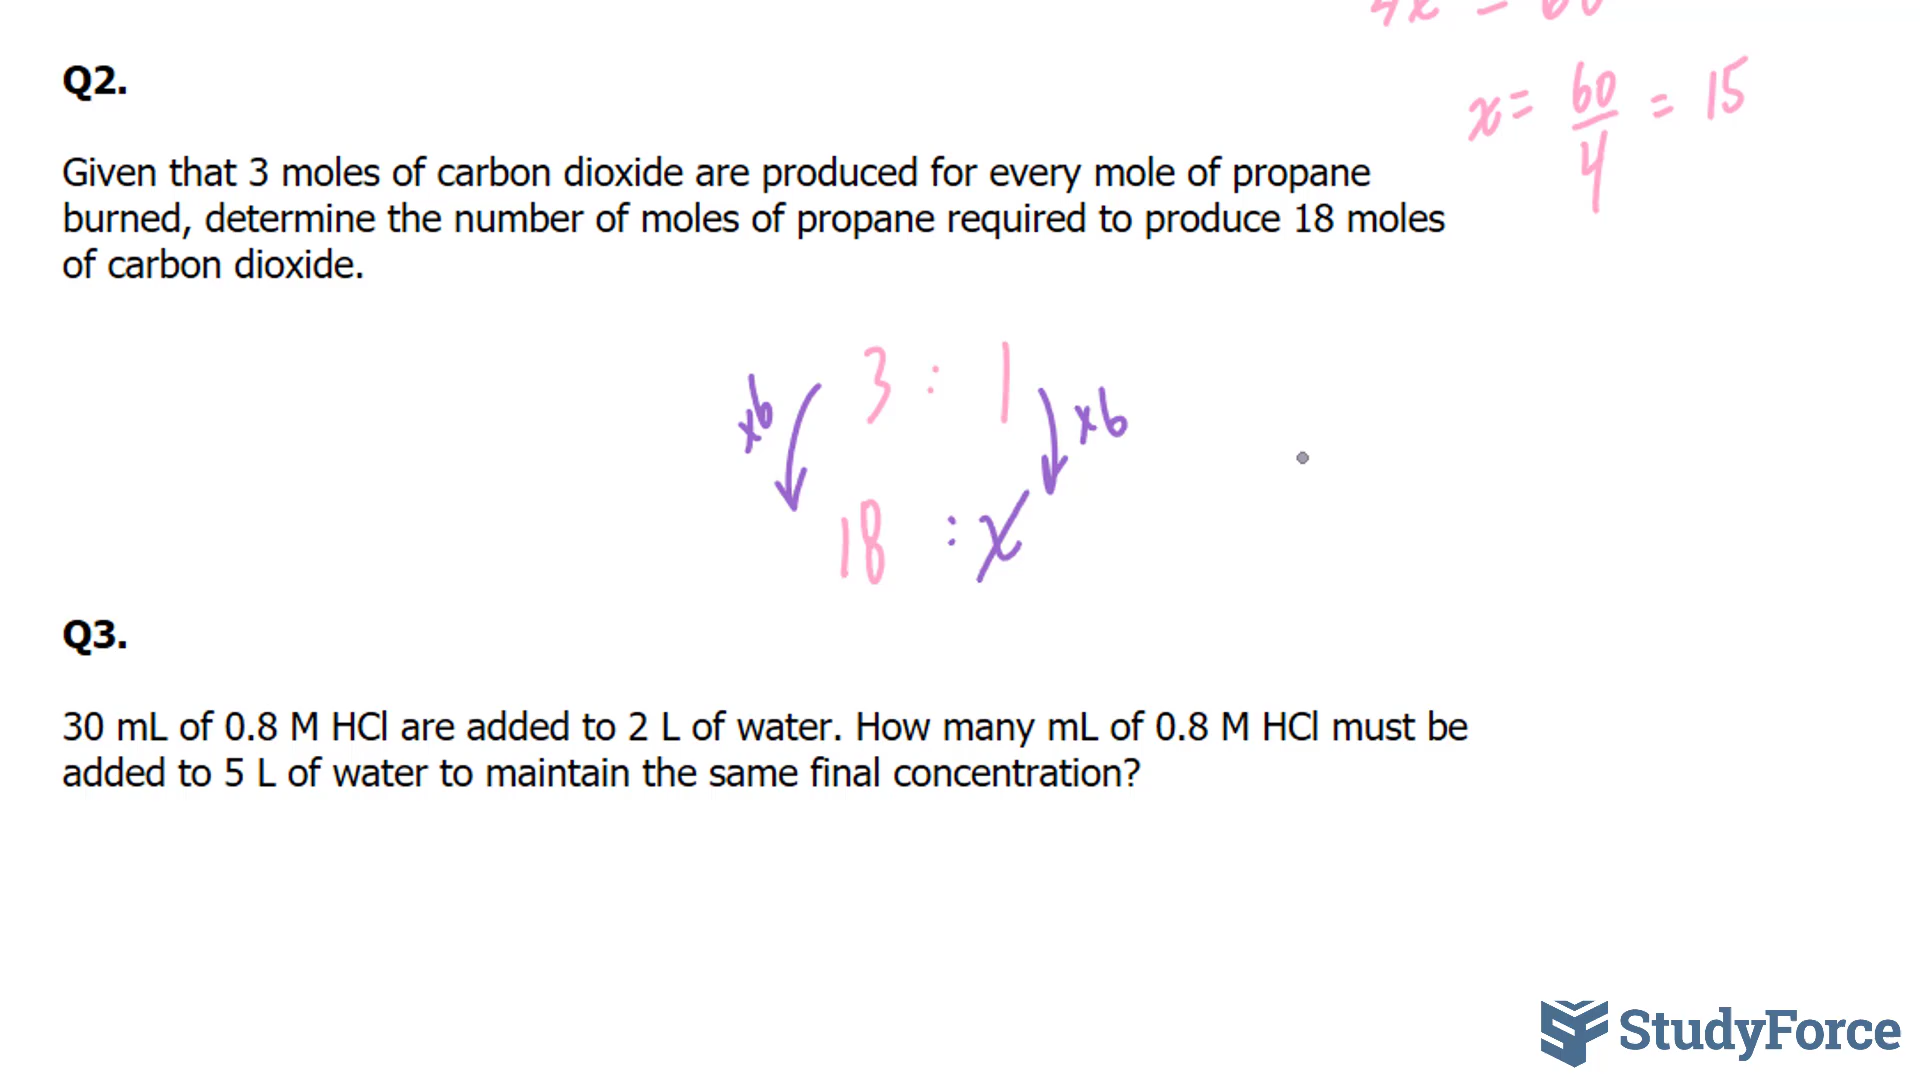 4x = 60
Q2.
x = 60/4 = 15
Given that 3 moles of carbon dioxide are produced for every mole of propane
burned, determine the number of moles of propane required to produce 18 moles
of carbon dioxide.
3 : 1
x6 x6
18 : x
Q3.
30 mL of 0.8 M HCl are added to 2 L of water. How many mL of 0.8 M HCl must be
added to 5 L of water to maintain the same final concentration?
StudyForce